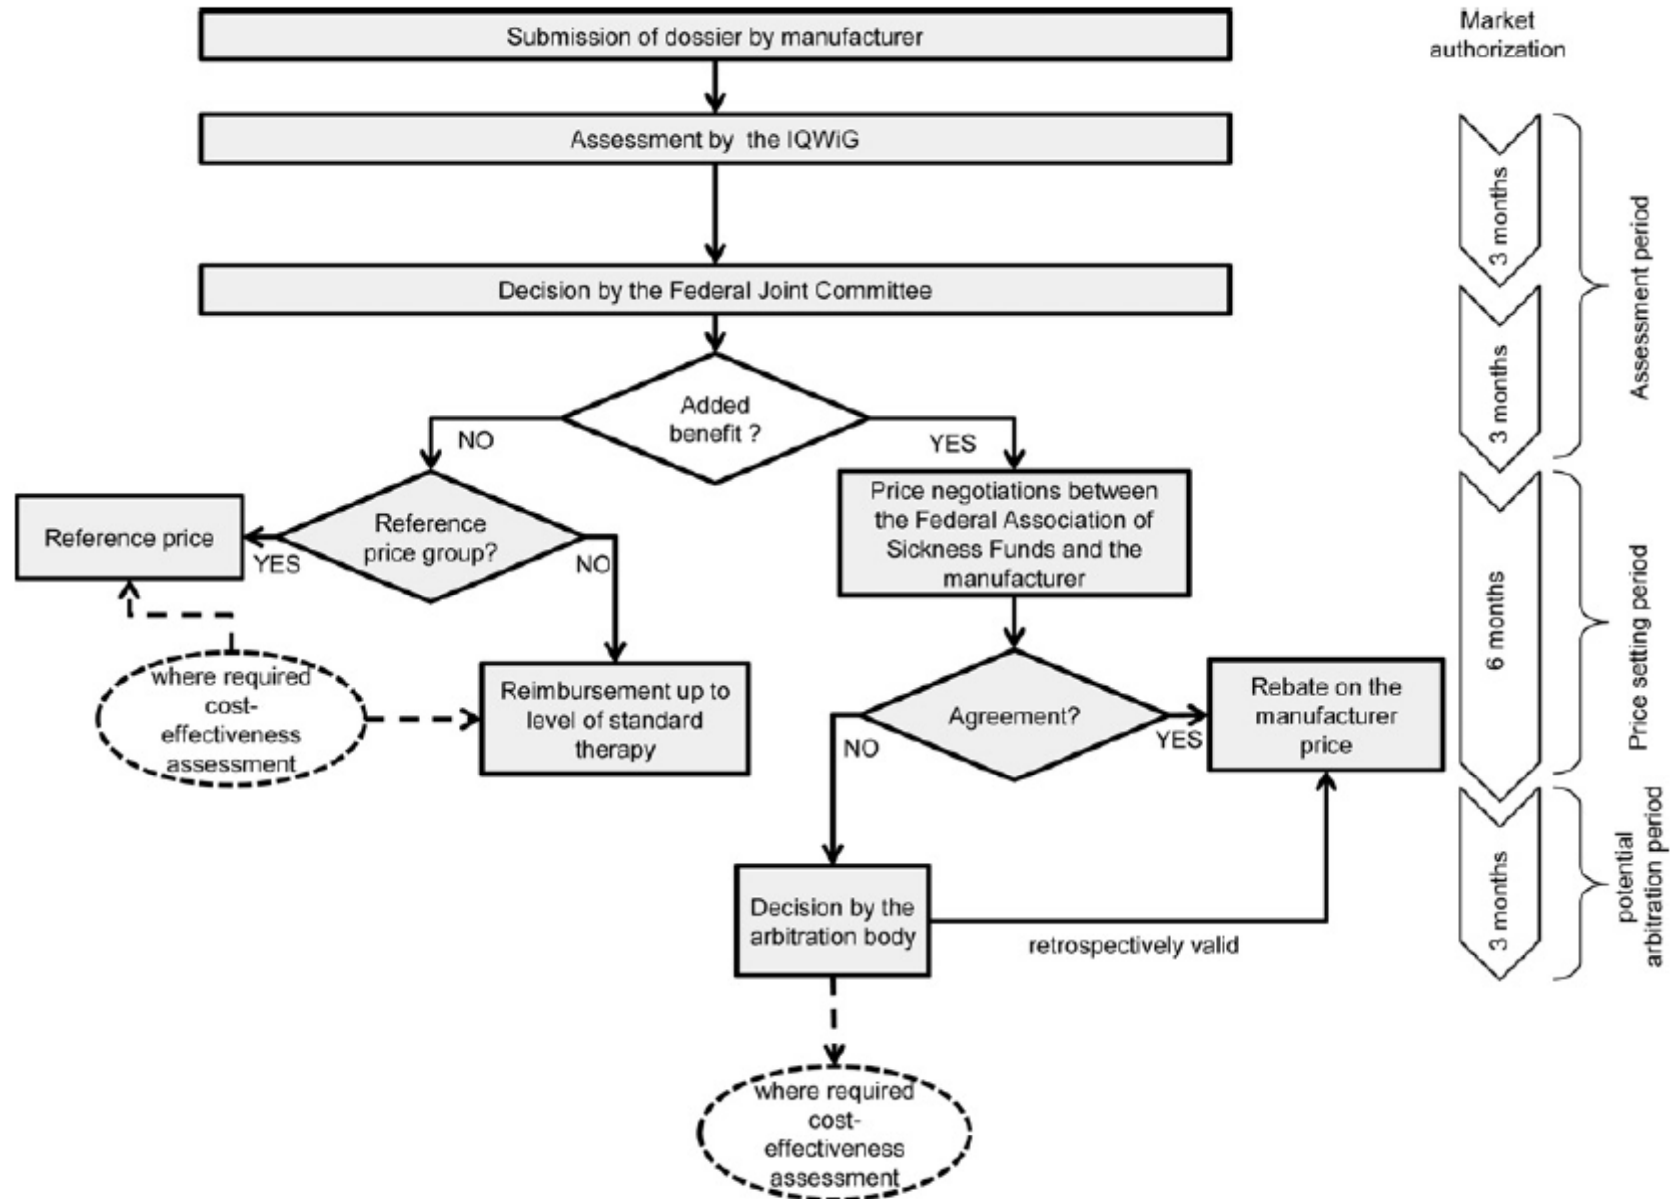 Submission of dossier by manufacturer
Market
authorization
Assessment by the IQWiG
3 months
Assessment period
Decision by the Federal Joint Committee
3 months
Added
benefit ?
NO
YES
Reference
price group?
YES
NO
Reference price
Price negotiations between
the Federal Association of
Sickness Funds and the
manufacturer
6 months
Price setting period
where required
cost-
effectiveness
assessment
Reimbursement up to
level of standard
therapy
Agreement?
NO
YES
Rebate on the
manufacturer
price
3 months
potential
arbitration period
Decision by the
arbitration body
retrospectively valid
where required
cost-
effectiveness
assessment